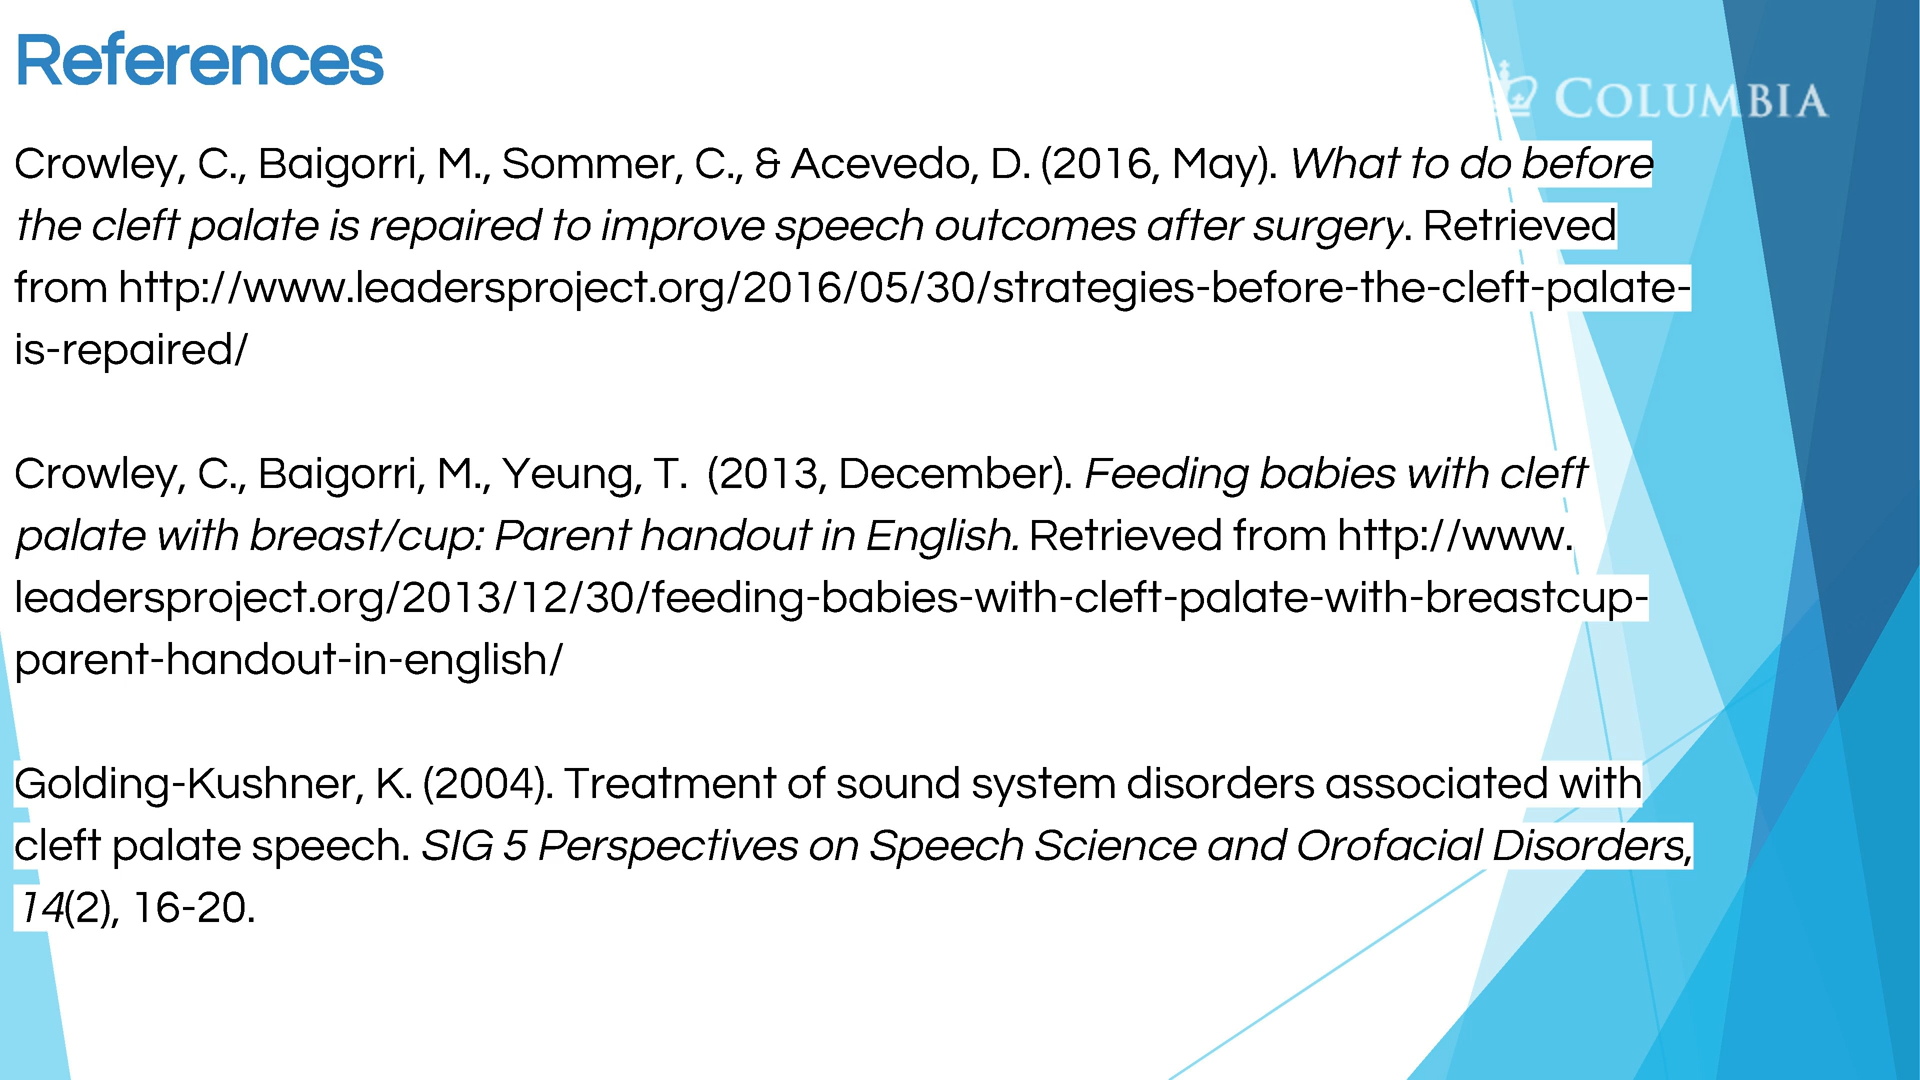 References
COLUMBIA
Crowley, C., Baigorri, M., Sommer, C., & Acevedo, D. (2016, May). What to do before
the cleft palate is repaired to improve speech outcomes after surgery. Retrieved
from http://www.leadersproject.org/2016/05/30/strategies-before-the-cleft-palate-
is-repaired/
Crowley, C., Baigorri, M., Yeung, T.  (2013, December). Feeding babies with cleft
palate with breast/cup: Parent handout in English. Retrieved from http://www.
leadersproject.org/2013/12/30/feeding-babies-with-cleft-palate-with-breastcup-
parent-handout-in-english/
Golding-Kushner, K. (2004). Treatment of sound system disorders associated with
cleft palate speech. SIG 5 Perspectives on Speech Science and Orofacial Disorders,
14(2), 16-20.